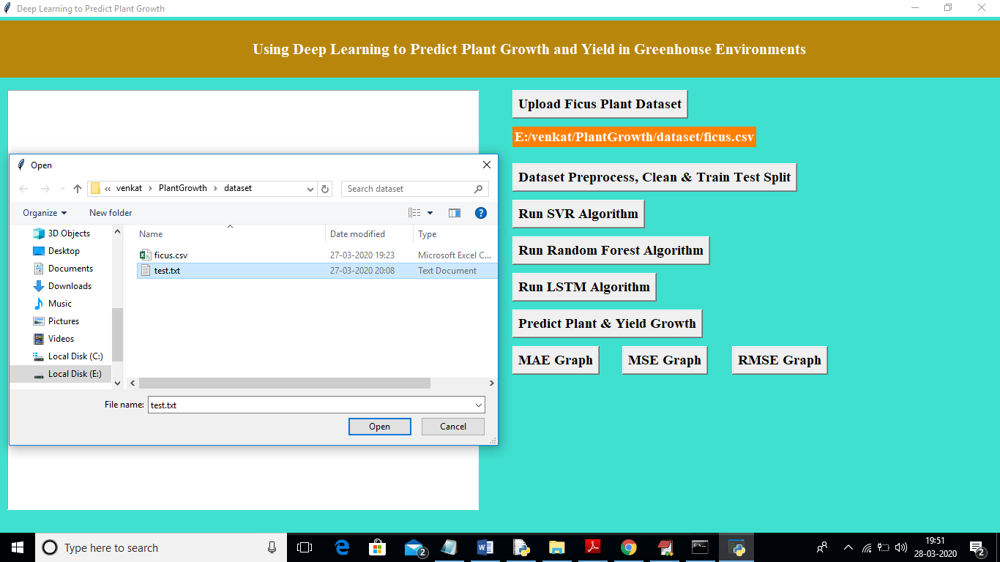 Deep Learning to Predict Plant Growth
Using Deep Learning to Predict Plant Growth and Yield in Greenhouse Environments
Upload Ficus Plant Dataset
E:/venkat/PlantGrowth/dataset/ficus.csv
Dataset Preprocess, Clean & Train Test Split
Run SVR Algorithm
Run Random Forest Algorithm
Run LSTM Algorithm
Predict Plant & Yield Growth
MAE Graph
MSE Graph
RMSE Graph
Open
« venkat > PlantGrowth > dataset
Search dataset
Organize
New folder
?
3D Objects
Desktop
Documents
Downloads
Music
Pictures
Videos
Local Disk (C:)
Local Disk (E:)
Name Date modified Type
ficus.csv 27-03-2020 19:23 Microsoft Excel C...
test.txt 27-03-2020 20:08 Text Document
File name: test.txt
Open
Cancel
Type here to search
2
19:51
28-03-2020
2